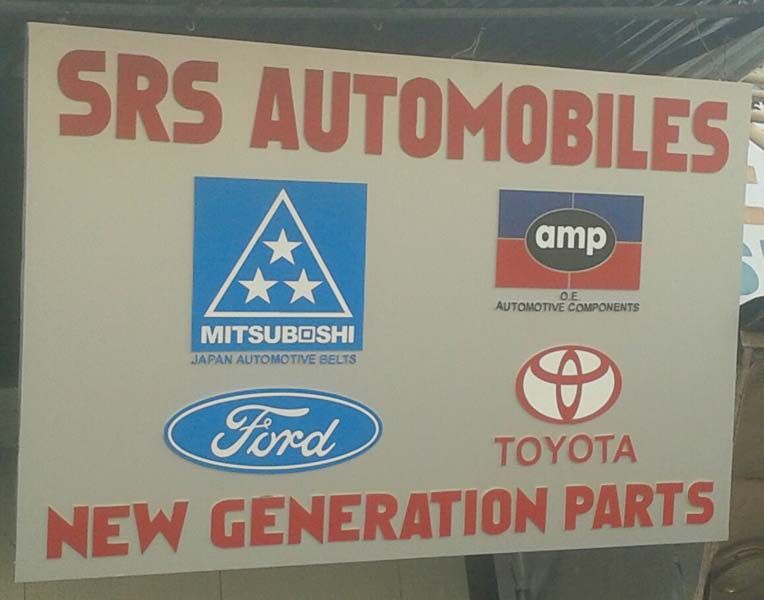 SRS AUTOMOBILES
MITSUBOSHI
JAPAN AUTOMOTIVE BELTS
amp
O.E.
AUTOMOTIVE COMPONENTS
Ford
TOYOTA
NEW GENERATION PARTS